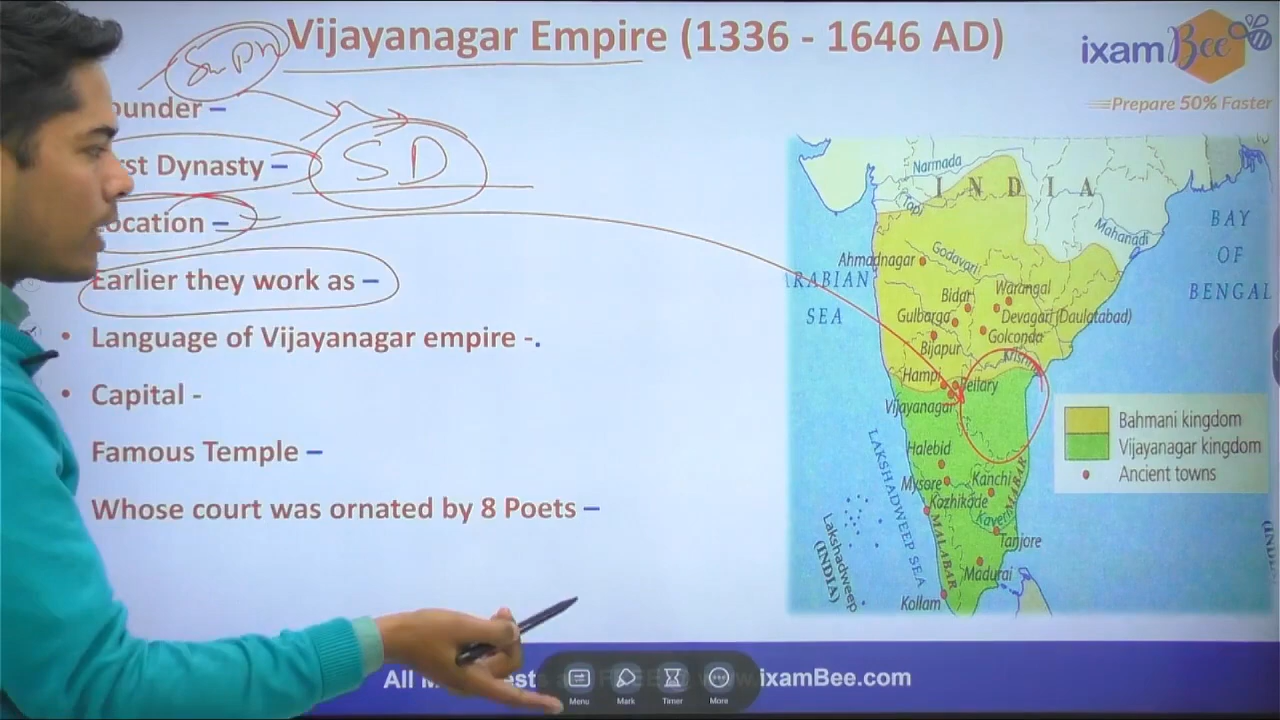 Vijayanagar Empire (1336 - 1646 AD)
ixamBee
Prepare 50% Faster
ounder –
rst Dynasty –
SD
ocation –
Earlier they work as –
• Language of Vijayanagar empire -.
• Capital -
Famous Temple –
Whose court was ornated by 8 Poets –
Narmada
INDIA
Tapi
Mahanadi
BAY
OF
BENGAL
Ahmadnagar
Godavari
ARABIAN
SEA
Bidar
Warangal
Gulbarga
Devagari (Daulatabad)
Golconda
Bijapur
Krishna
Hampi
Bellary
Vijayanagar
Halebid
Mysore
Kanchi
Kozhikode
Kaveri
MALABAR
Tanjore
Madurai
Kollam
LAKSHADWEEP SEA
Lakshadweep
(INDIA)
Bahmani kingdom
Vijayanagar kingdom
Ancient towns
All
www.ixamBee.com
Menu
Mark
Timer
More